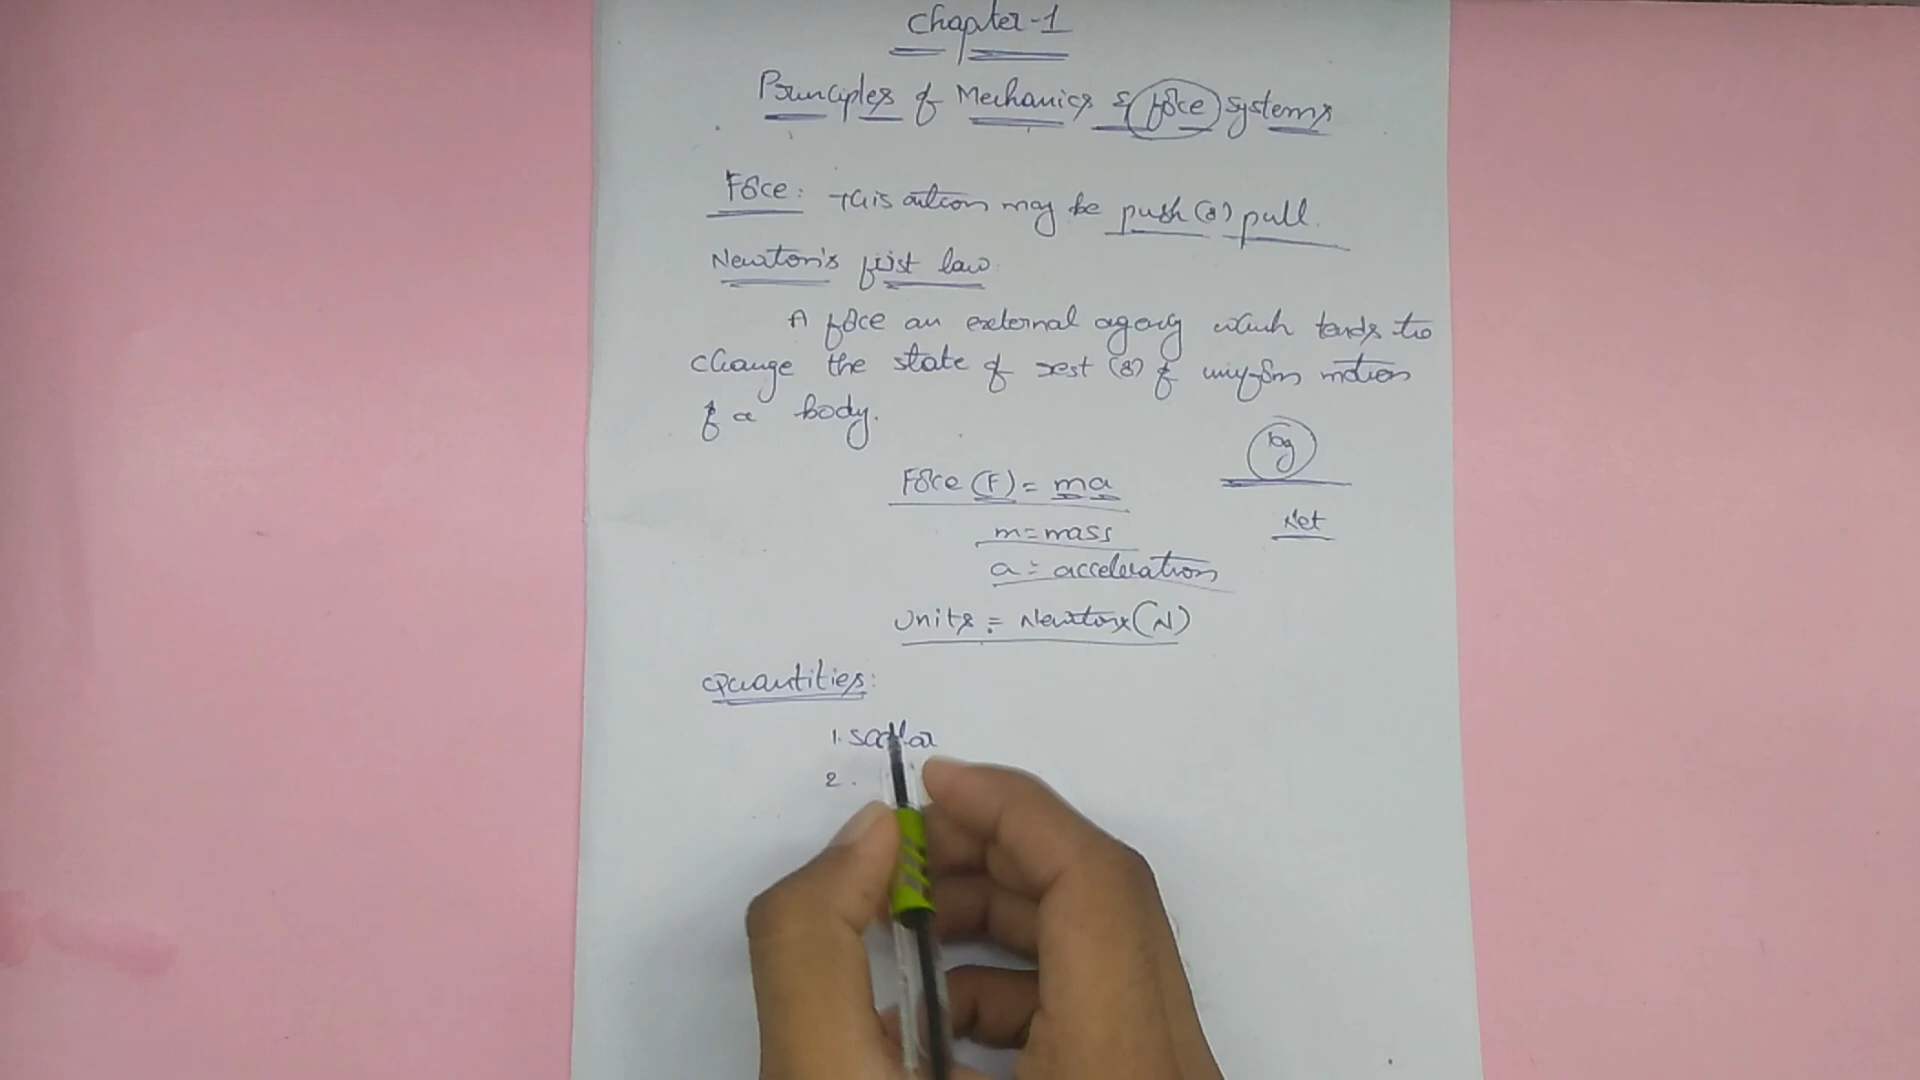 Chapter-1
Principles of Mechanics & force systems
Force: This action may be push (or) pull.
Newton's first law:
A force an external agency which tends to
change the state of rest (or) of uniform motion
of a body.
10g
Force (F) = ma
Net
m=mass
a = acceleration
Units = Newtons (N)
Quantities:
1. Scalar
2.